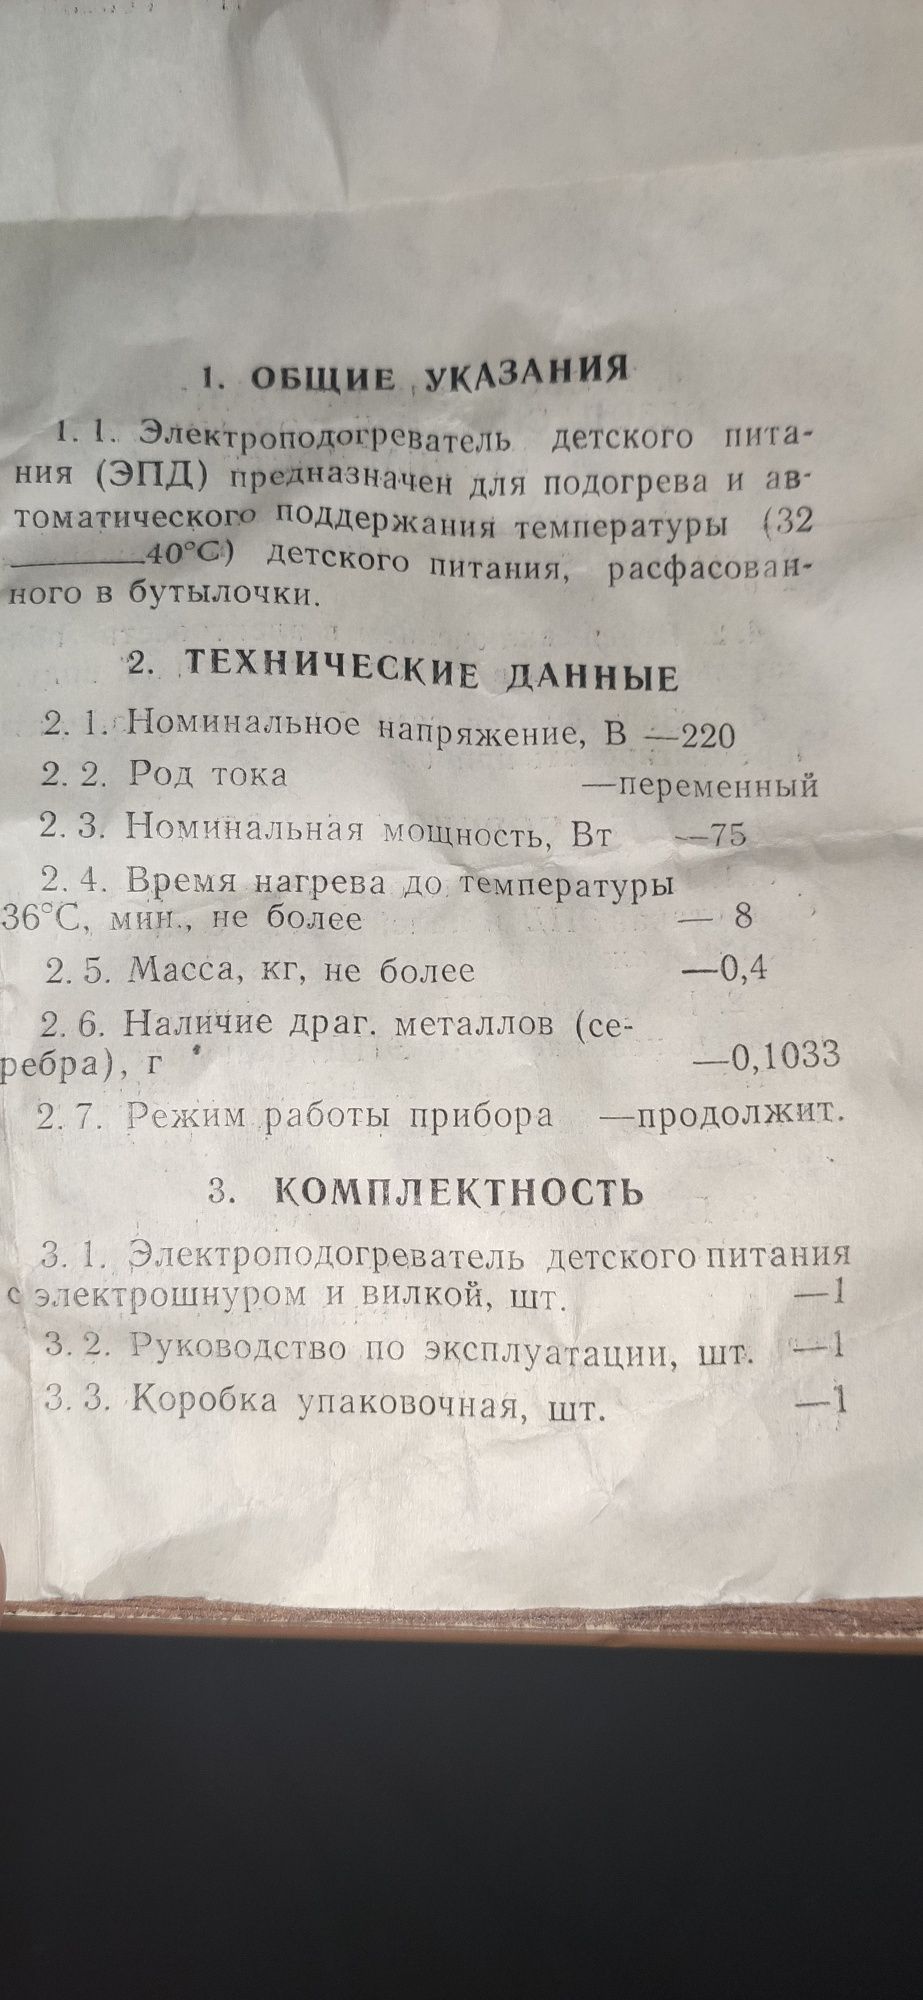 1. ОБЩИЕ УКАЗАНИЯ
1. 1. Электроподогреватель детского пита-
ния (ЭПД) предназначен для подогрева и ав-
томатического поддержания температуры (32
______40°С) детского питания, расфасован-
ного в бутылочки.
2. ТЕХНИЧЕСКИЕ ДАННЫЕ
2. 1. Номинальное напряжение, В —220
2. 2. Род тока —переменный
2. 3. Номинальная мощность, Вт —75
2. 4. Время нагрева до температуры
36°С, мин., не более — 8
2. 5. Масса, кг, не более —0,4
2. 6. Наличие драг. металлов (се-
ребра), г —0,1033
2. 7. Режим работы прибора —продолжит.
3. КОМПЛЕКТНОСТЬ
3. 1. Электроподогреватель детского питания
с электрошнуром и вилкой, шт. —1
3. 2. Руководство по эксплуатации, шт. —1
3. 3. Коробка упаковочная, шт. —1